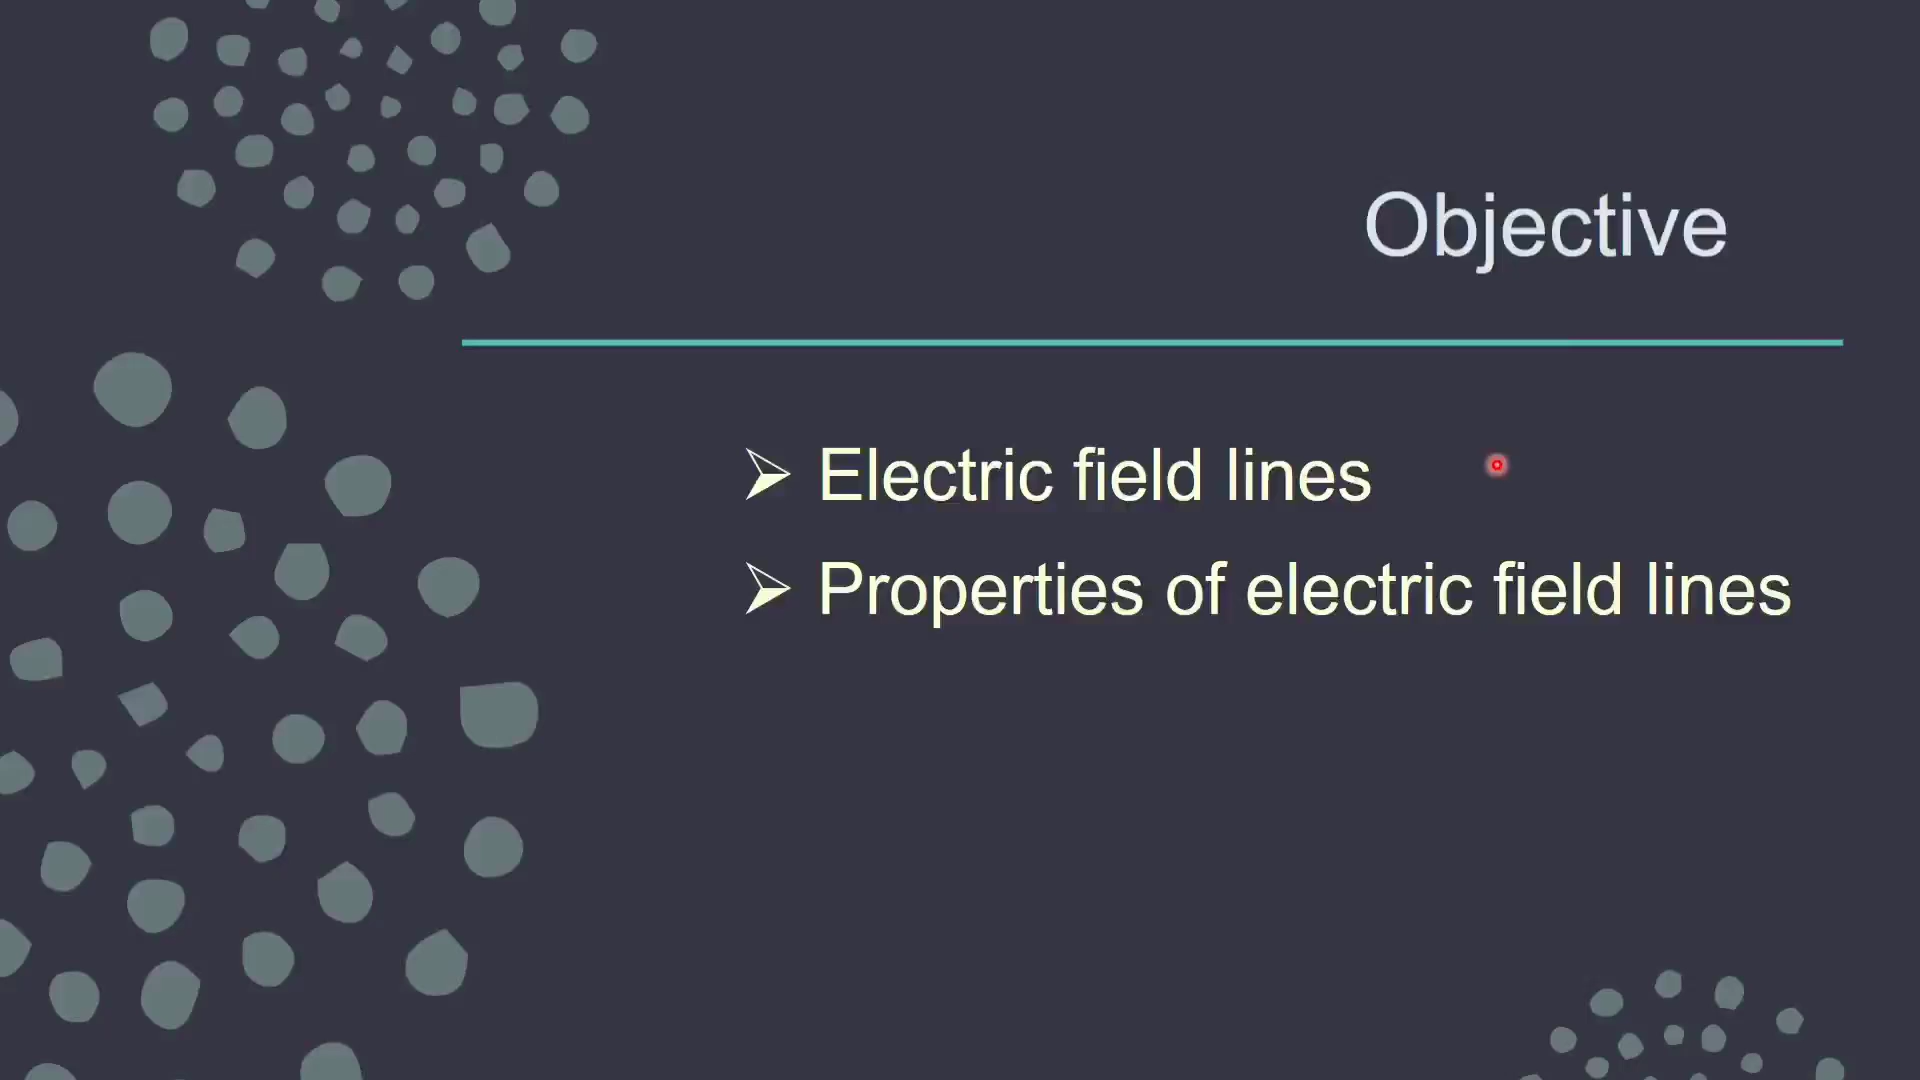 Objective
➢ Electric field lines
➢ Properties of electric field lines